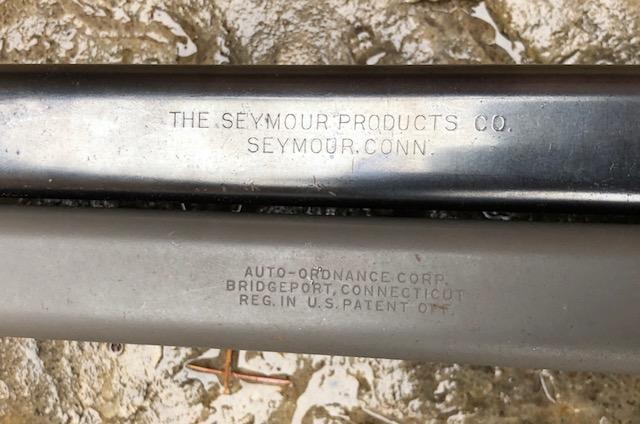 THE SEYMOUR PRODUCTS CO.
SEYMOUR. CONN.
AUTO-ORDNANCE CORP.
BRIDGEPORT, CONNECTICUT
REG. IN U.S. PATENT OFF.